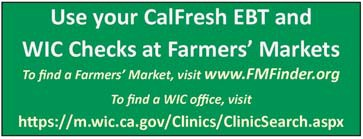 Use your CalFresh EBT and
WIC Checks at Farmers’ Markets
To find a Farmers’ Market, visit www.FMFinder.org
To find a WIC office, visit
https://m.wic.ca.gov/Clinics/ClinicSearch.aspx